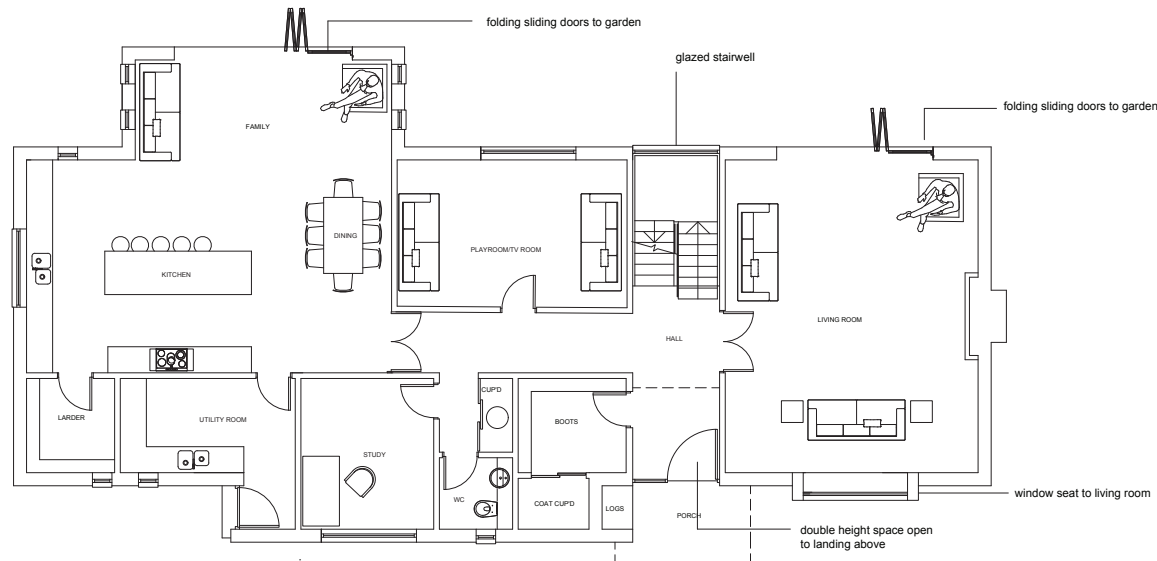 folding sliding doors to garden
glazed stairwell
folding sliding doors to garden
FAMILY
DINING
PLAYROOM/TV ROOM
KITCHEN
LIVING ROOM
HALL
CUP'D
LARDER
UTILITY ROOM
BOOTS
STUDY
WC
COAT CUP'D
LOGS
PORCH
window seat to living room
double height space open
to landing above